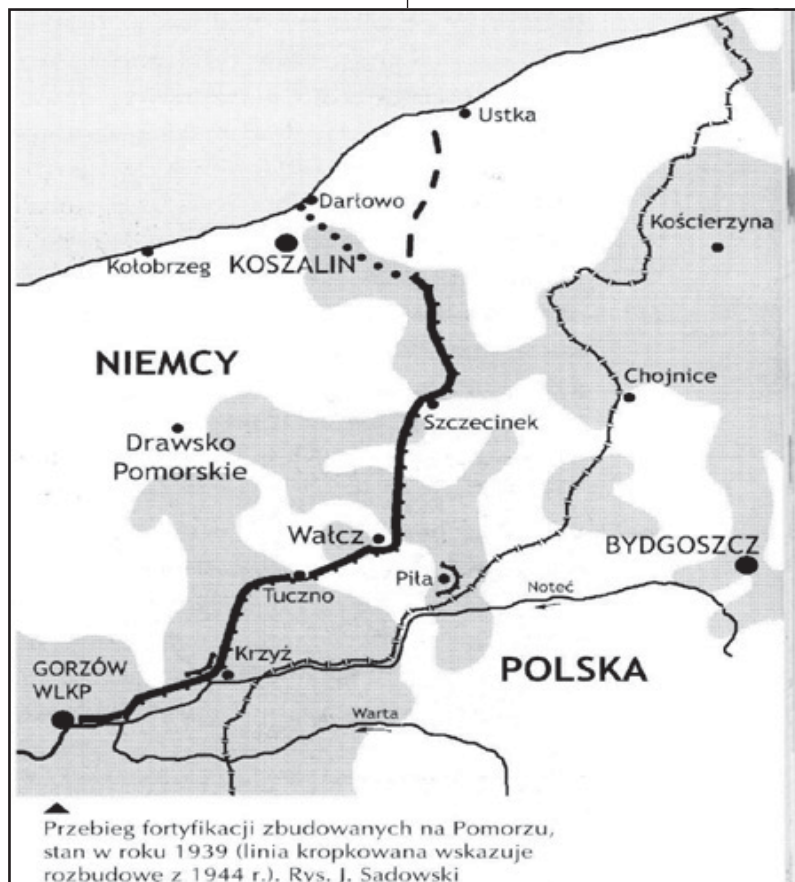 Ustka
Darłowo
Kościerzyna
Kołobrzeg
KOSZALIN
NIEMCY
Chojnice
Szczecinek
Drawsko
Pomorskie
Wałcz
BYDGOSZCZ
Piła
Noteć
Tuczno
Krzyż
POLSKA
GORZÓW
WLKP
Warta
Przebieg fortyfikacji zbudowanych na Pomorzu,
stan w roku 1939 (linia kropkowana wskazuje
rozbudowe z 1944 r.). Rys. J. Sadowski